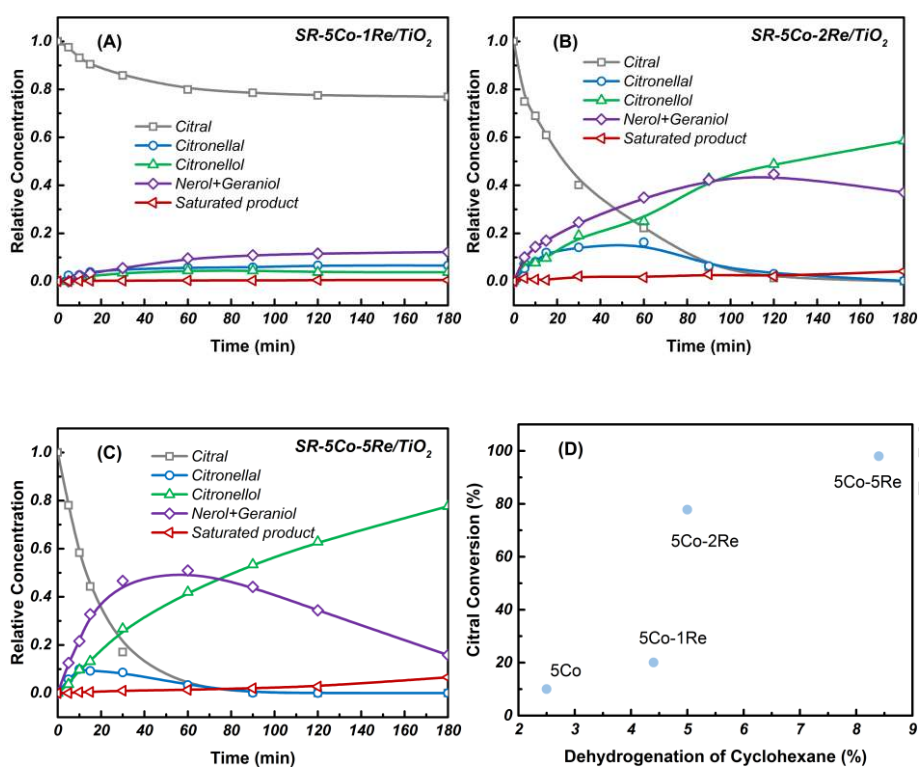 (A) SR-5Co-1Re/TiO2
Relative Concentration
1.0
0.8
0.6
0.4
0.2
0.0
Citral
Citronellal
Citronellol
Nerol+Geraniol
Saturated product
0 20 40 60 80 100 120 140 160 180
Time (min)
(B) SR-5Co-2Re/TiO2
Relative Concentration
1.0
0.8
0.6
0.4
0.2
0.0
Citral
Citronellal
Citronellol
Nerol+Geraniol
Saturated product
0 20 40 60 80 100 120 140 160 180
Time (min)
(C) SR-5Co-5Re/TiO2
Relative Concentration
1.0
0.8
0.6
0.4
0.2
0.0
Citral
Citronellal
Citronellol
Nerol+Geraniol
Saturated product
0 20 40 60 80 100 120 140 160 180
Time (min)
(D)
Citral Conversion (%)
100
80
60
40
20
0
5Co-5Re
5Co-2Re
5Co-1Re
5Co
2 3 4 5 6 7 8 9
Dehydrogenation of Cyclohexane (%)